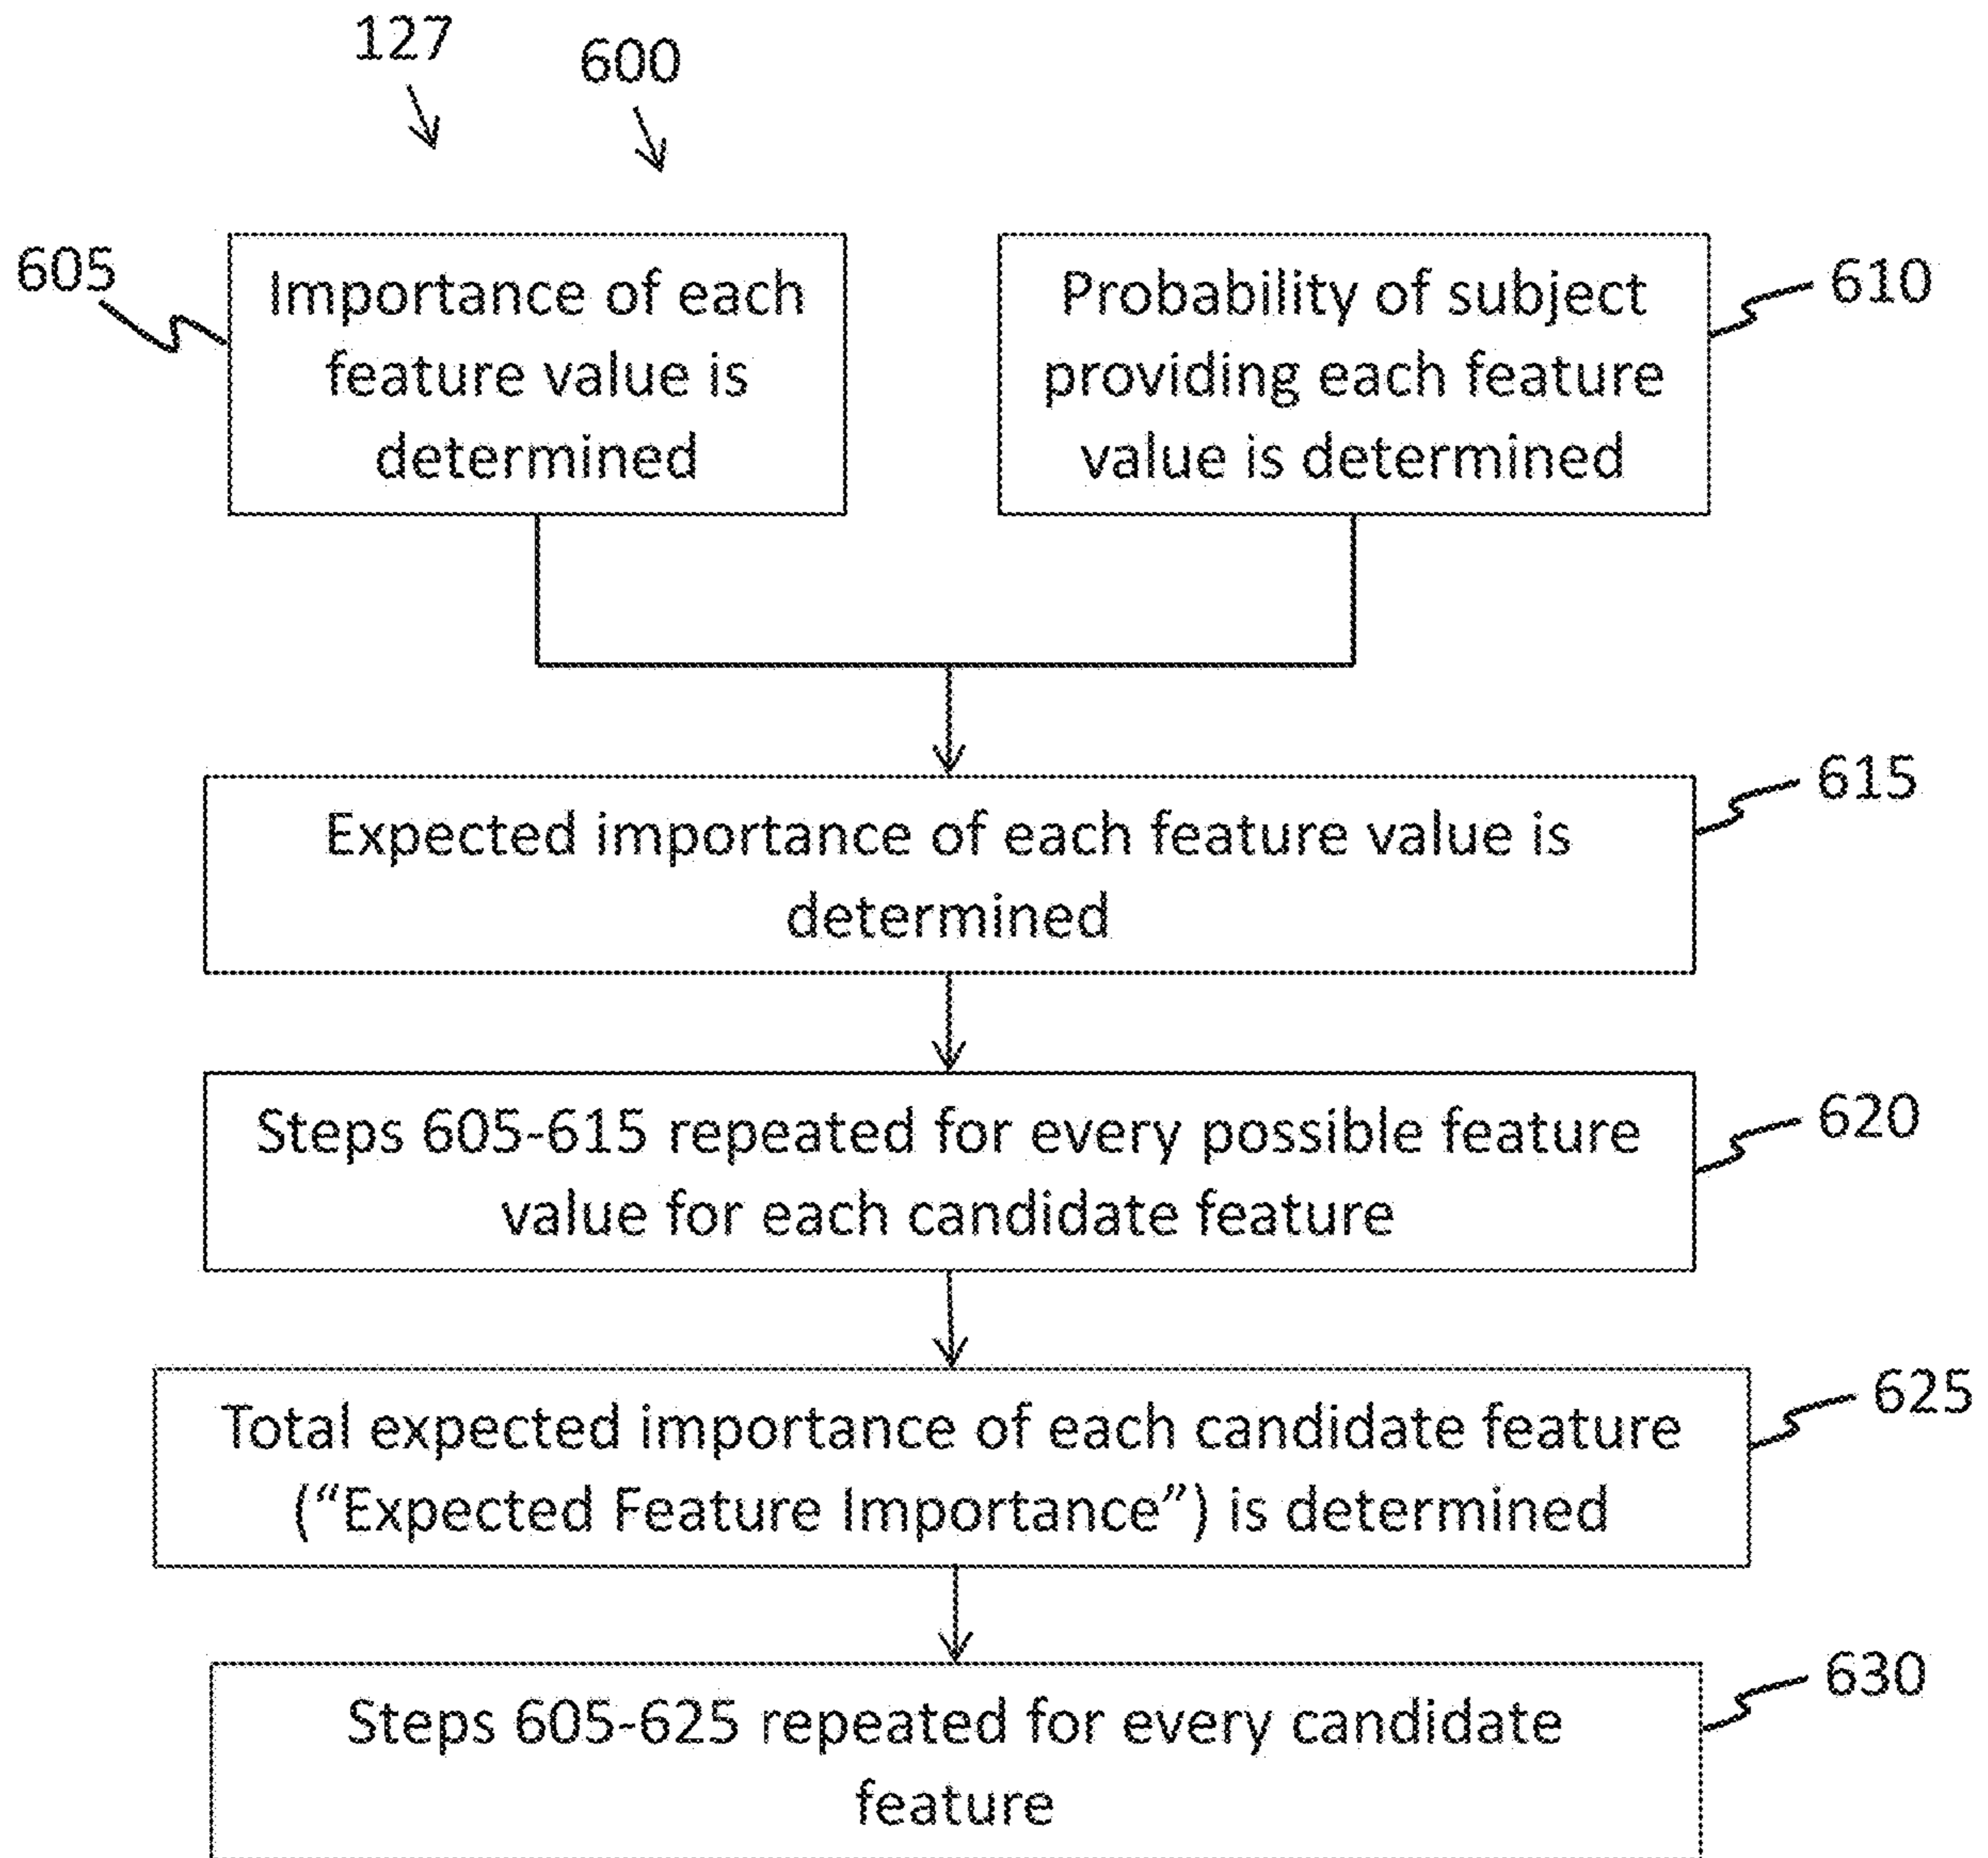 127
600
605
Importance of each
feature value is
determined
Probability of subject
providing each feature
value is determined
610
Expected importance of each feature value is
determined
615
Steps 605-615 repeated for every possible feature
value for each candidate feature
620
Total expected importance of each candidate feature
(“Expected Feature Importance”) is determined
625
Steps 605-625 repeated for every candidate
feature
630